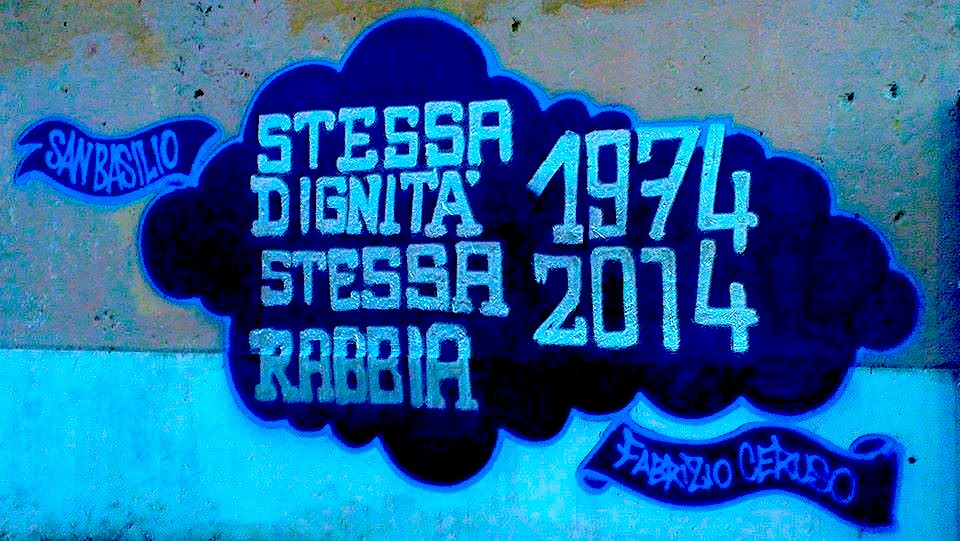 SAN BASILIO
STESSA
DIGNITA'
STESSA
RABBIA
1974
2014
FABRIZIO CERUSO